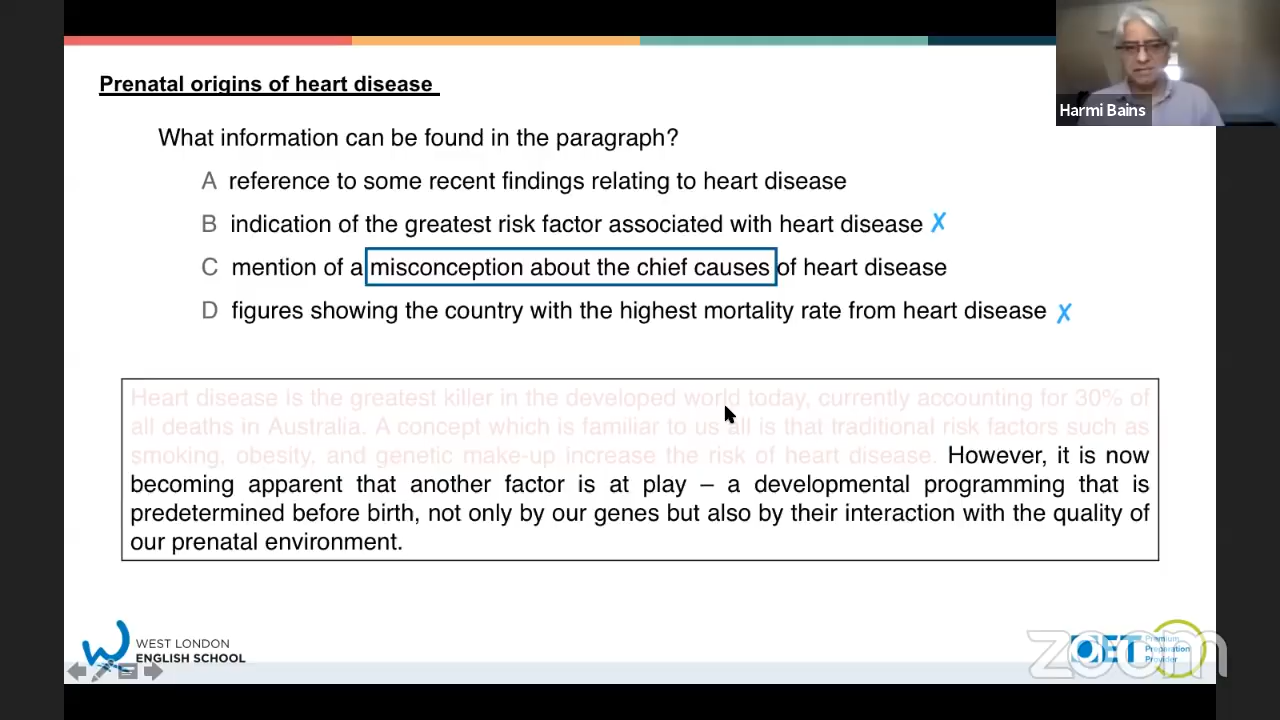 Prenatal origins of heart disease
Harmi Bains
What information can be found in the paragraph?
A reference to some recent findings relating to heart disease
B indication of the greatest risk factor associated with heart disease ✗
C mention of a misconception about the chief causes of heart disease
D figures showing the country with the highest mortality rate from heart disease ✗
Heart disease is the greatest killer in the developed world today, currently accounting for 30% of
all deaths in Australia. A concept which is familiar to us all is that traditional risk factors such as
smoking, obesity, and genetic make-up increase the risk of heart disease. However, it is now
becoming apparent that another factor is at play – a developmental programming that is
predetermined before birth, not only by our genes but also by their interaction with the quality of
our prenatal environment.
WEST LONDON
ENGLISH SCHOOL
OET
Premium
Preparation
Provider
zoom